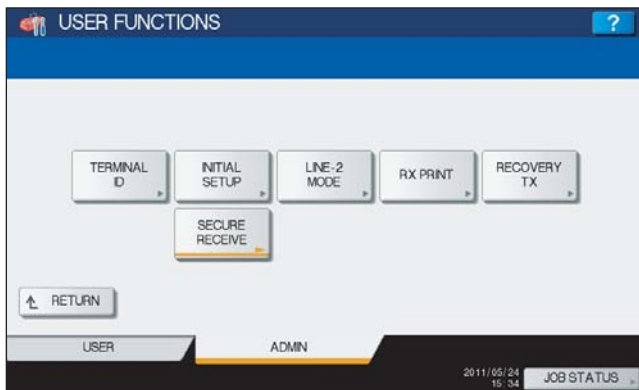 USER FUNCTIONS
?
TERMINAL
ID
INITIAL
SETUP
LINE-2
MODE
RX PRINT
RECOVERY
TX
SECURE
RECEIVE
RETURN
USER
ADMIN
2011/05/24
15:34
JOB STATUS